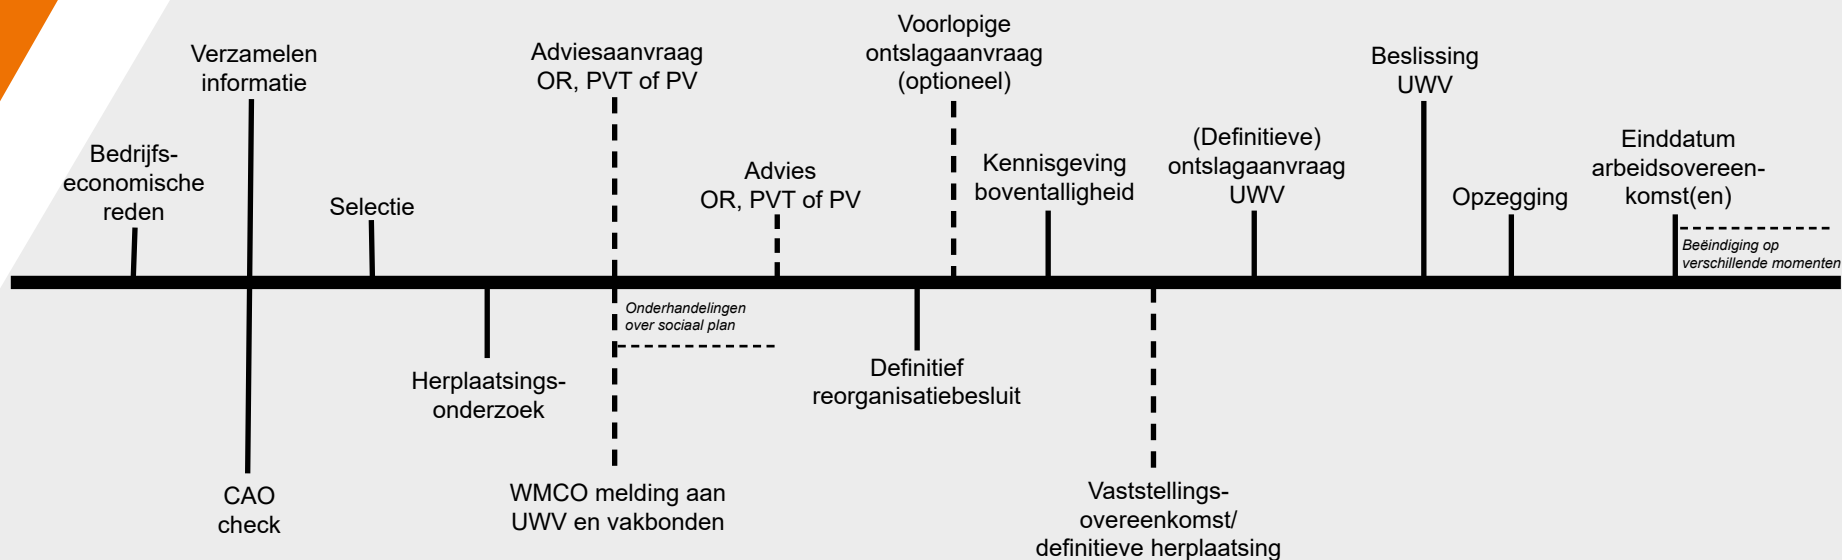 Bedrijfs-
economische
reden
Verzamelen
informatie
CAO
check
Selectie
Herplaatsings-
onderzoek
Adviesaanvraag
OR, PVT of PV
Onderhandelingen
over sociaal plan
WMCO melding aan
UWV en vakbonden
Advies
OR, PVT of PV
Definitief
reorganisatiebesluit
Voorlopige
ontslagaanvraag
(optioneel)
Kennisgeving
boventalligheid
Vaststellings-
overeenkomst/
definitieve herplaatsing
(Definitieve)
ontslagaanvraag
UWV
Beslissing
UWV
Opzegging
Einddatum
arbeidsovereen-
komst(en)
Beëindiging op
verschillende momenten